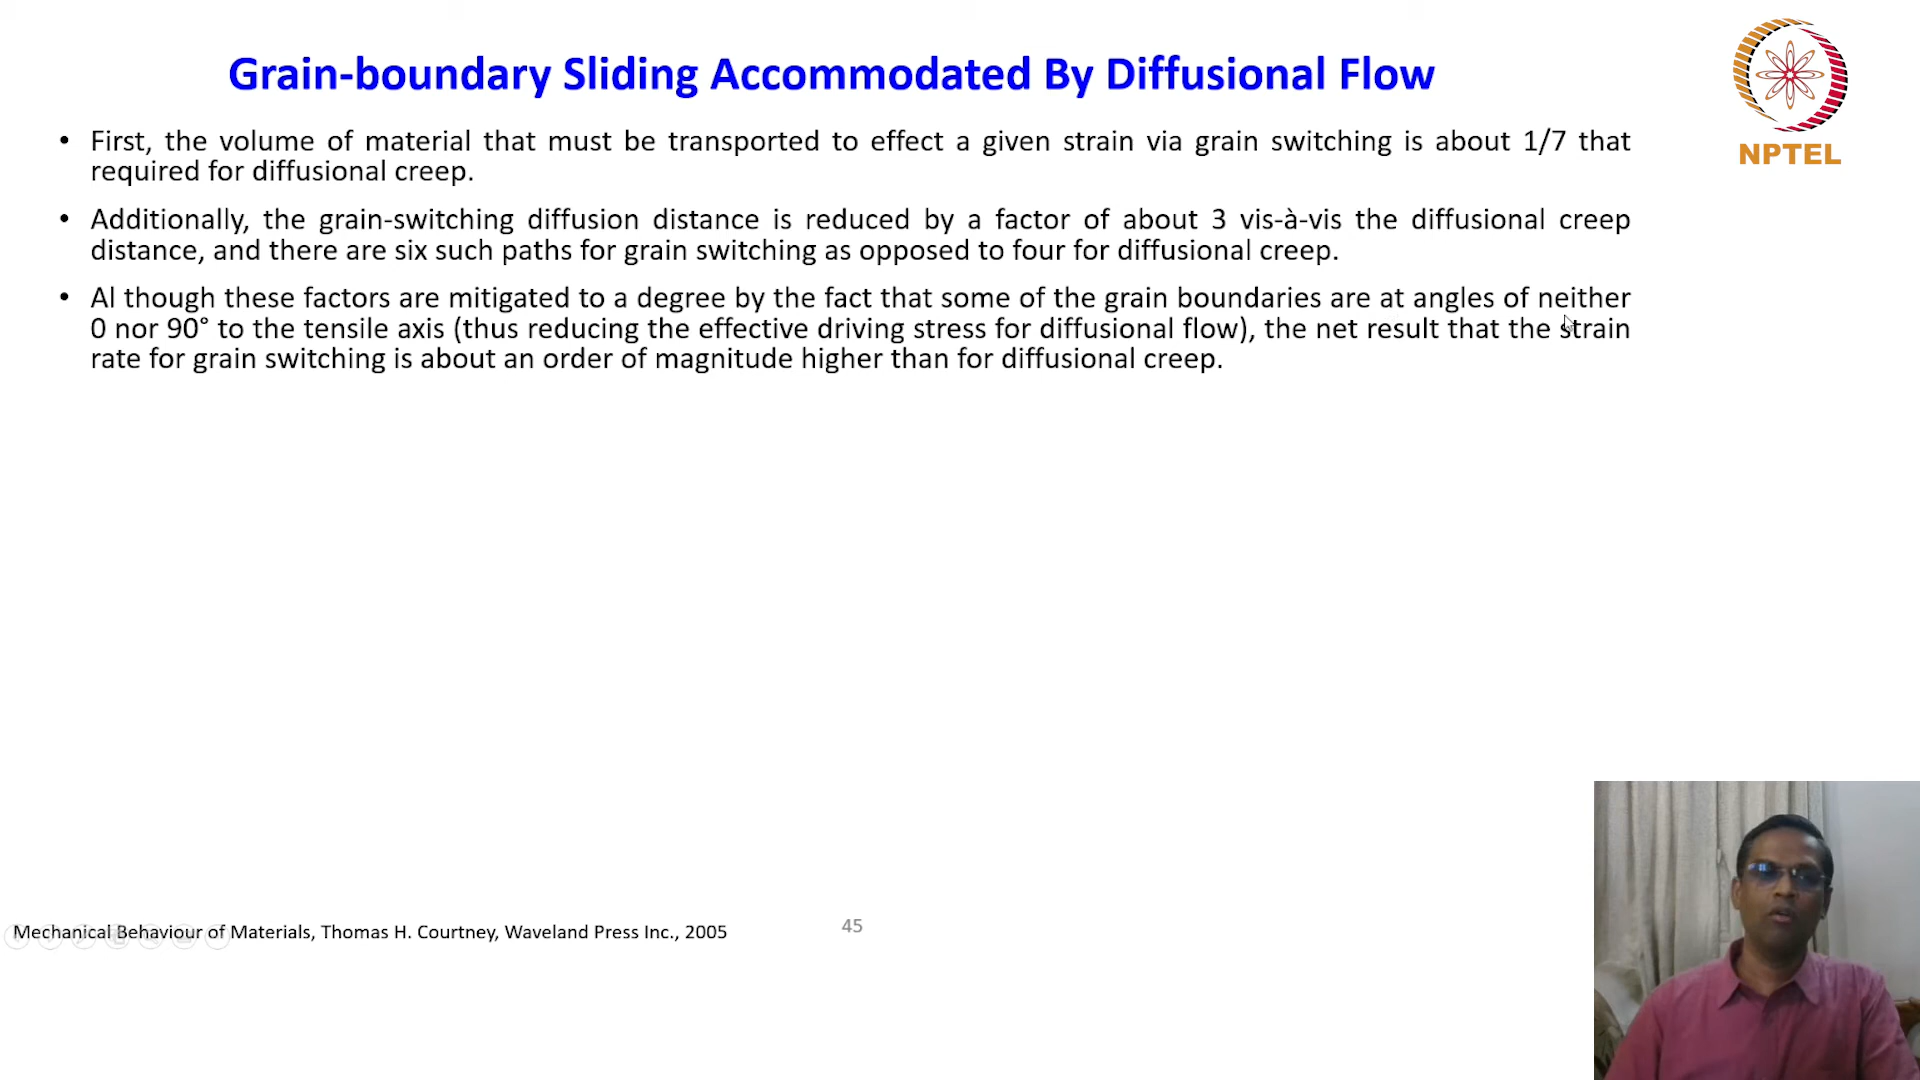 Grain-boundary Sliding Accommodated By Diffusional Flow
NPTEL
• First, the volume of material that must be transported to effect a given strain via grain switching is about 1/7 that
required for diffusional creep.
• Additionally, the grain-switching diffusion distance is reduced by a factor of about 3 vis-à-vis the diffusional creep
distance, and there are six such paths for grain switching as opposed to four for diffusional creep.
• Al though these factors are mitigated to a degree by the fact that some of the grain boundaries are at angles of neither
0 nor 90° to the tensile axis (thus reducing the effective driving stress for diffusional flow), the net result that the strain
rate for grain switching is about an order of magnitude higher than for diffusional creep.
Mechanical Behaviour of Materials, Thomas H. Courtney, Waveland Press Inc., 2005
45